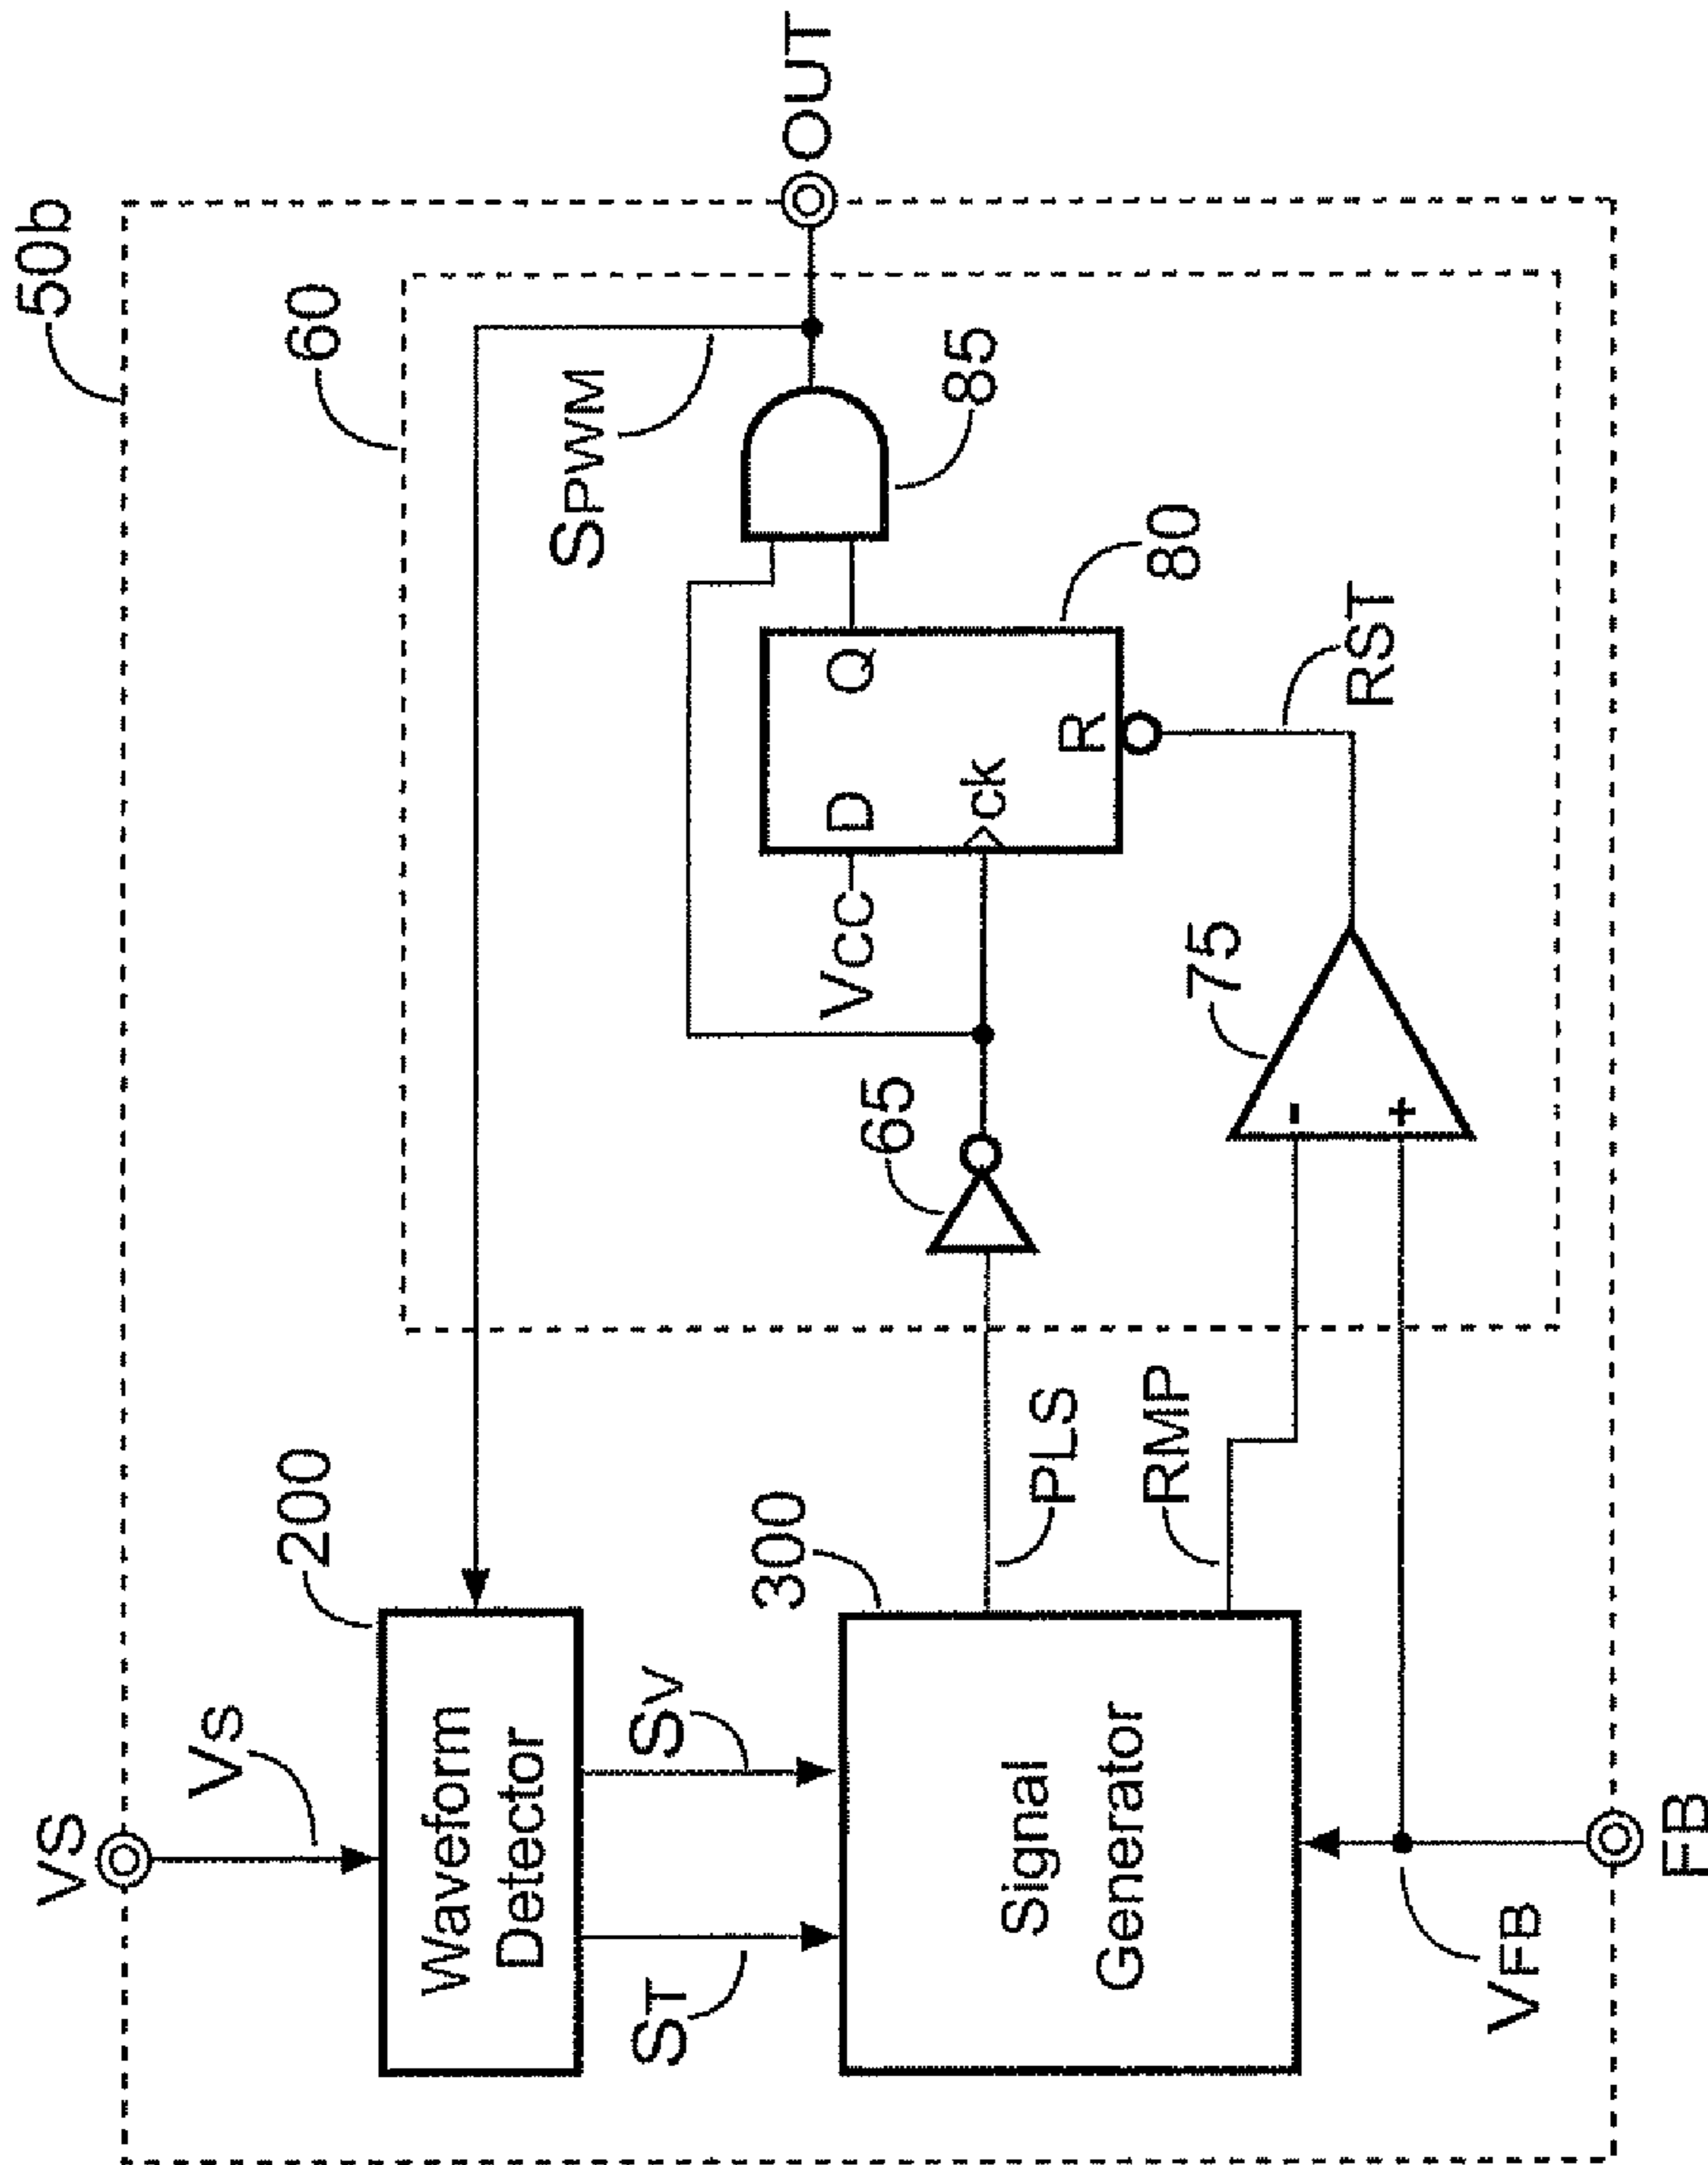 50b
VS
VS
200
Waveform
Detector
60
SPWM
OUT
ST
SV
300
Signal
Generator
65
VCC
D
Q
ck
R
80
85
PLS
RMP
75
-
+
RST
VFB
FB